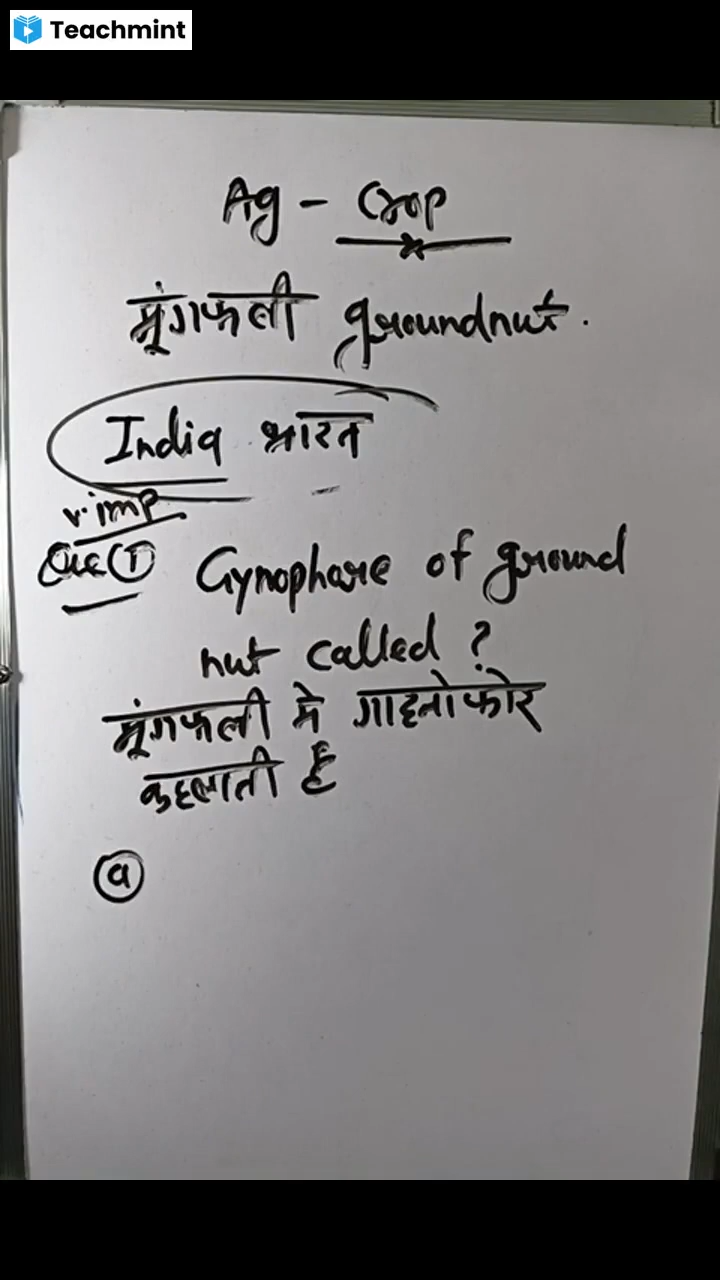 Teachmint
Ag - Crop
मूंगफली groundnut.
India भारत
v.imp
Que ① Gynophore of ground
nut called ?
मूंगफली मे गाइनोफोर
कहलाती है
ⓐ